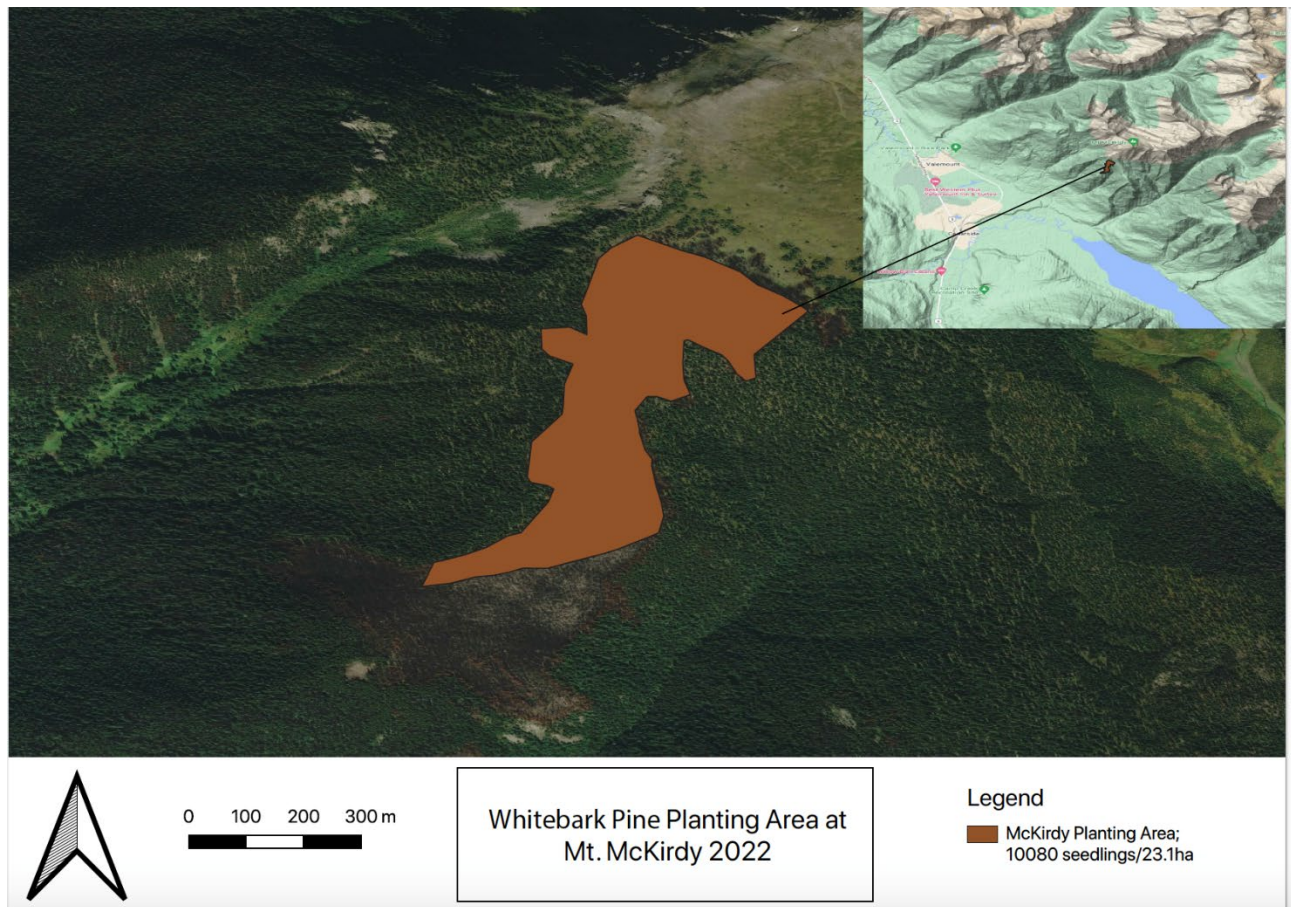 Valemount
0 100 200 300 m
Whitebark Pine Planting Area at
Mt. McKirdy 2022
Legend
McKirdy Planting Area;
10080 seedlings/23.1ha